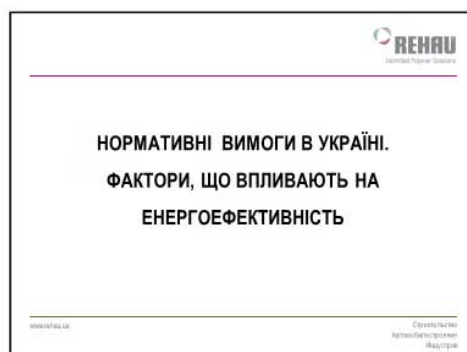 REHAU
Unlimited Polymer Solutions
НОРМАТИВНІ ВИМОГИ В УКРАЇНІ.
ФАКТОРИ, ЩО ВПЛИВАЮТЬ НА
ЕНЕРГОЕФЕКТИВНІСТЬ
www.rehau.ua
Строительство
Автомобилестроение
Индустрия